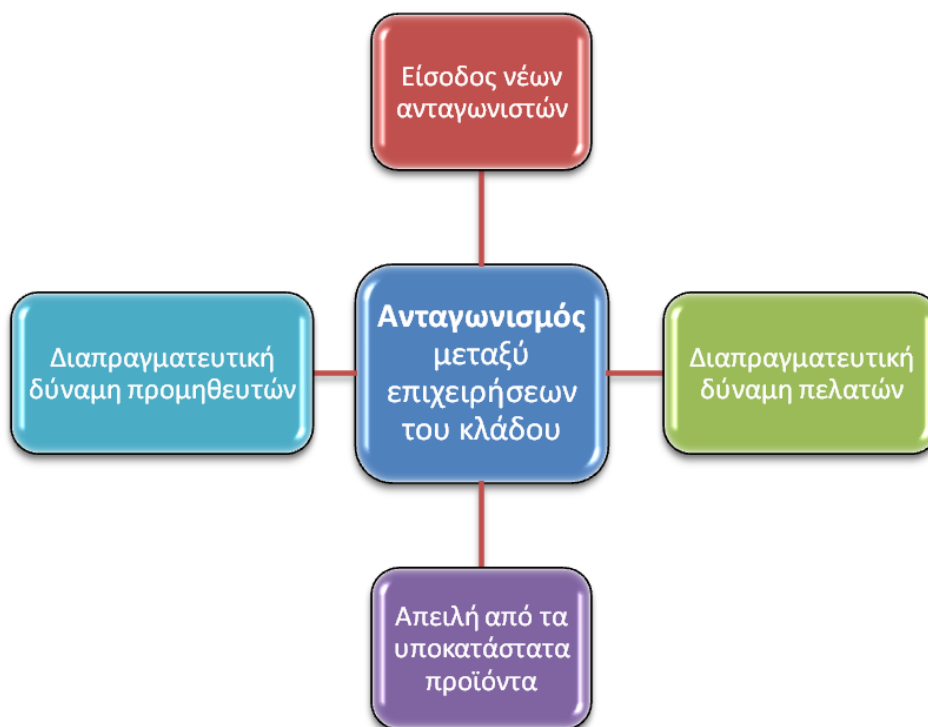 Είσοδος νέων
ανταγωνιστών
Διαπραγματευτική
δύναμη προμηθευτών
Ανταγωνισμός
μεταξύ
επιχειρήσεων
του κλάδου
Διαπραγματευτική
δύναμη πελατών
Απειλή από τα
υποκατάστατα
προϊόντα